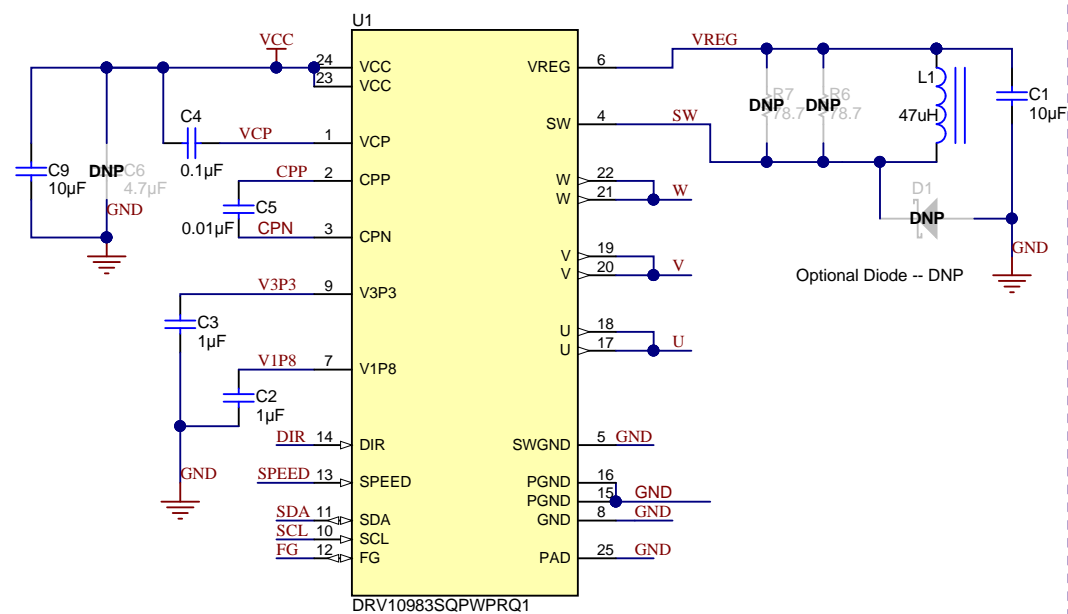 U1
VCC
24 VCC
23 VCC
C4
VCP 1 VCP
0.1µF
C9
10µF
DNP C6
4.7µF
GND
CPP 2 CPP
C5
0.01µF
CPN 3 CPN
V3P3 9 V3P3
C3
1µF
V1P8 7 V1P8
C2
1µF
GND
DIR 14 DIR
SPEED 13 SPEED
SDA 11 SDA
SCL 10 SCL
FG 12 FG
VREG 6 VREG
SW 4 SW
R7
DNP
78.7
R6
DNP
78.7
L1
47uH
C1
10µF
D1
DNP
GND
Optional Diode -- DNP
W 22
W 21 W
V 19
V 20 V
U 18
U 17 U
SWGND 5 GND
PGND 16
PGND 15 GND
GND 8 GND
PAD 25 GND
DRV10983SQPWPRQ1